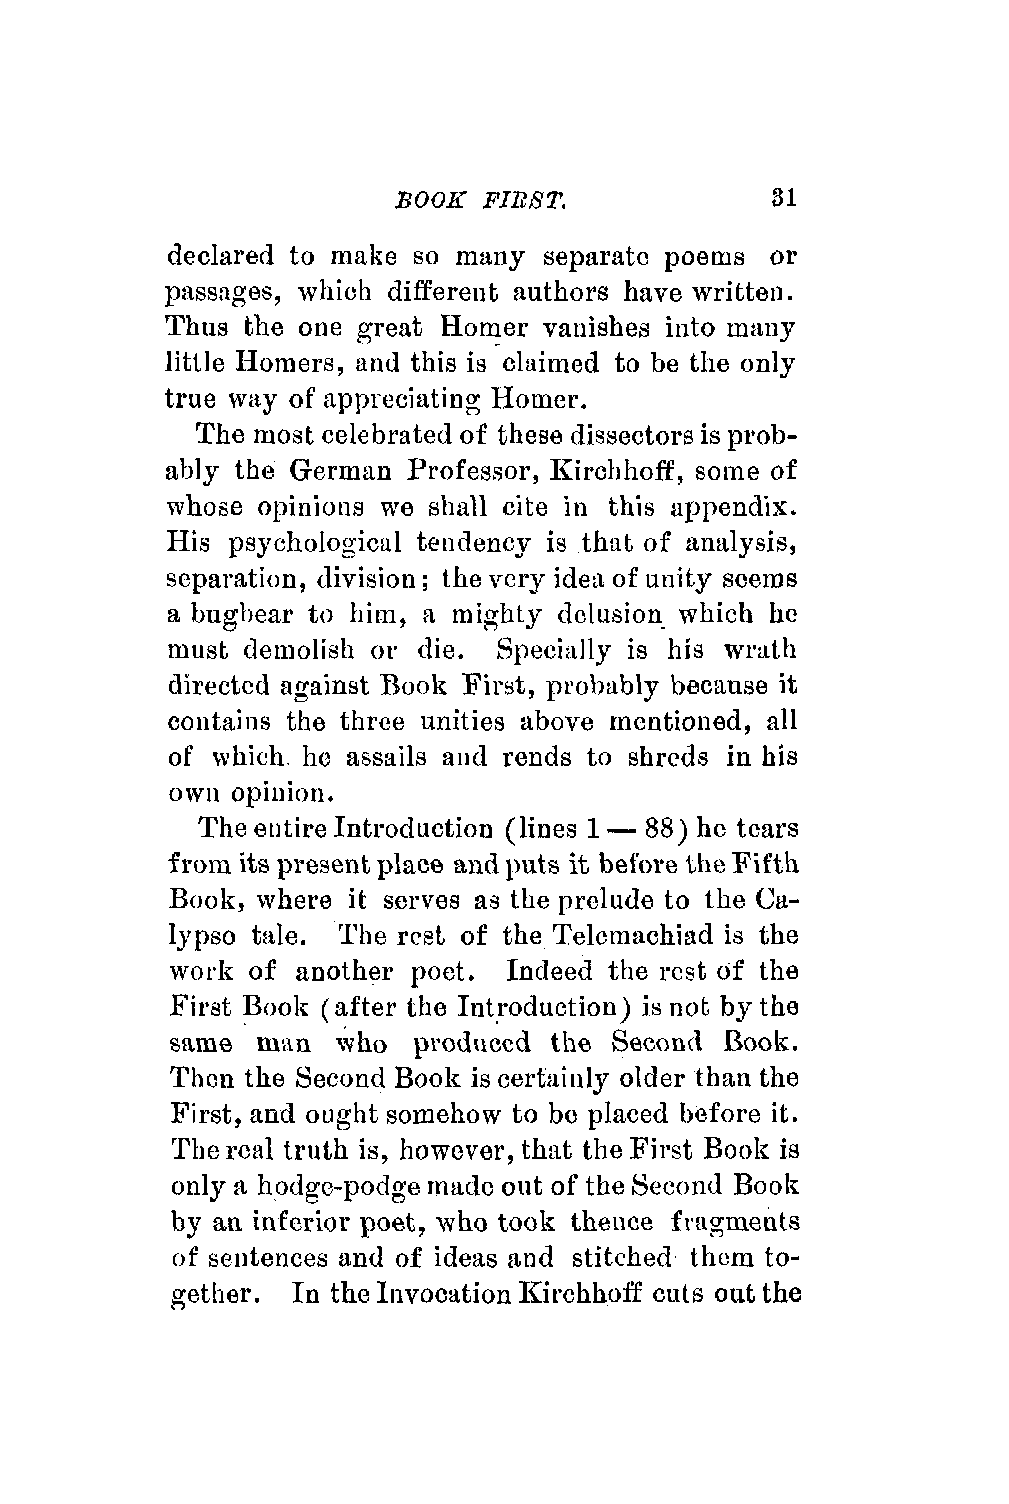 BOOK FIRST. 31
declared to make so many separate poems or
passages, which different authors have written.
Thus the one great Homer vanishes into many
little Homers, and this is claimed to be the only
true way of appreciating Homer.
The most celebrated of these dissectors is prob-
ably the German Professor, Kirchhoff, some of
whose opinions we shall cite in this appendix.
His psychological tendency is that of analysis,
separation, division; the very idea of unity seems
a bugbear to him, a mighty delusion which he
must demolish or die. Specially is his wrath
directed against Book First, probably because it
contains the three unities above mentioned, all
of which he assails and rends to shreds in his
own opinion.
The entire Introduction (lines 1 — 88) he tears
from its present place and puts it before the Fifth
Book, where it serves as the prelude to the Ca-
lypso tale. The rest of the Telemachiad is the
work of another poet. Indeed the rest of the
First Book (after the Introduction) is not by the
same man who produced the Second Book.
Then the Second Book is certainly older than the
First, and ought somehow to be placed before it.
The real truth is, however, that the First Book is
only a hodge-podge made out of the Second Book
by an inferior poet, who took thence fragments
of sentences and of ideas and stitched them to-
gether. In the Invocation Kirchhoff cuts out the